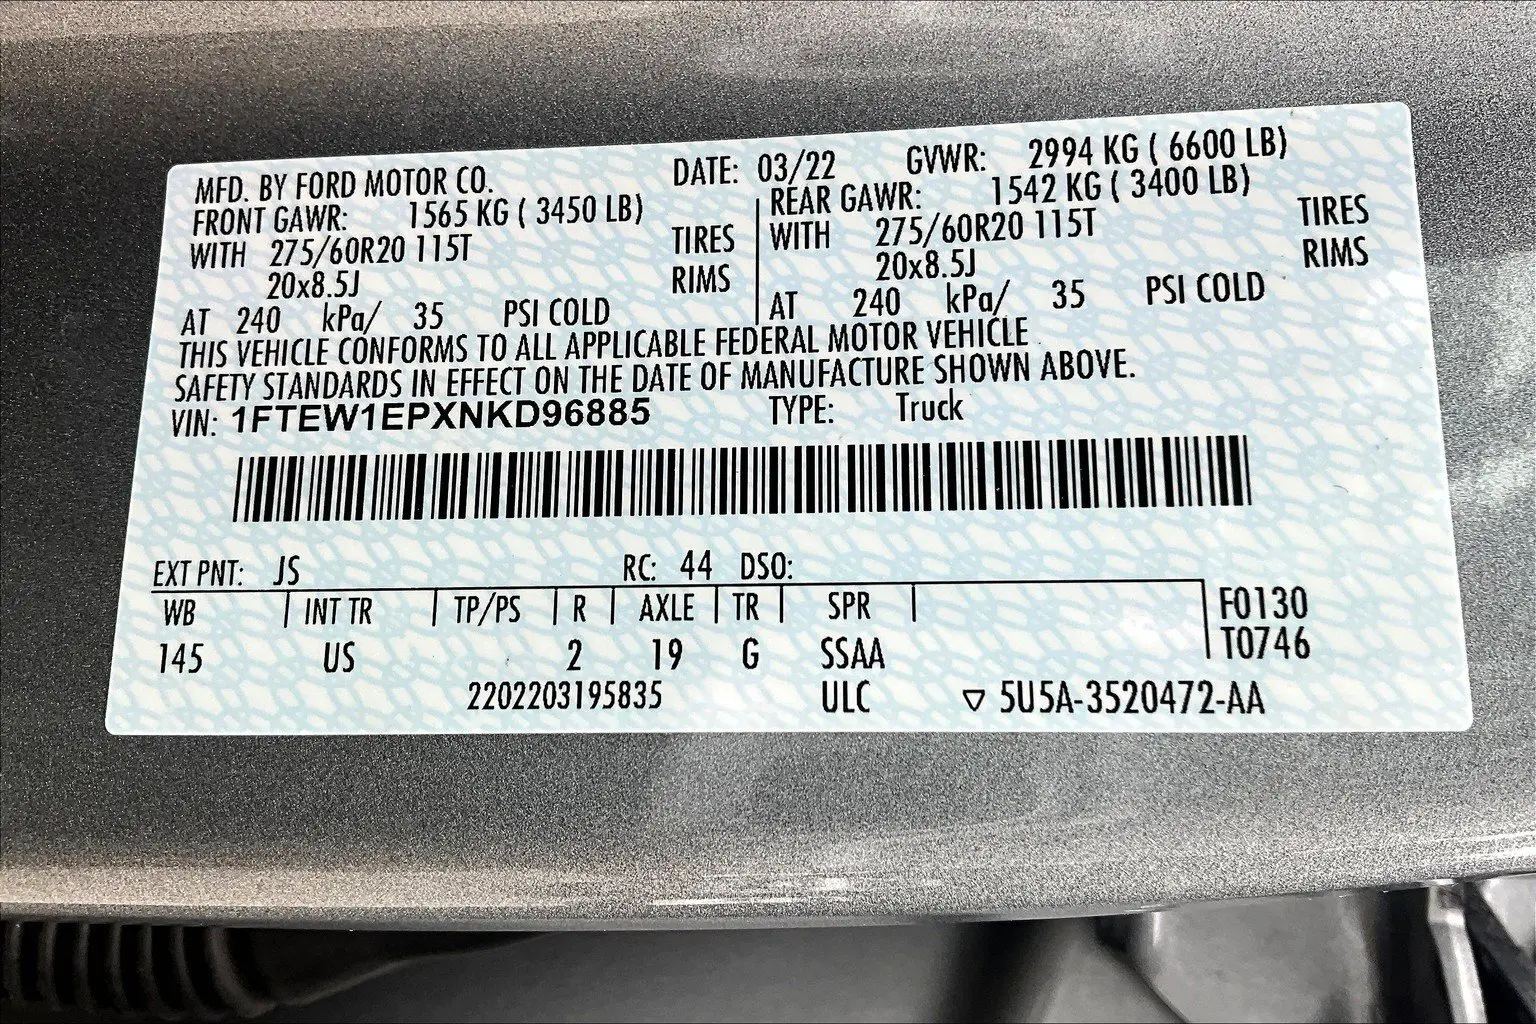 MFD. BY FORD MOTOR CO. DATE: 03/22 GVWR: 2994 KG ( 6600 LB)
FRONT GAWR: 1565 KG ( 3450 LB) REAR GAWR: 1542 KG ( 3400 LB)
WITH 275/60R20 115T TIRES WITH 275/60R20 115T TIRES
20x8.5J RIMS 20x8.5J RIMS
AT 240 kPa/ 35 PSI COLD AT 240 kPa/ 35 PSI COLD
THIS VEHICLE CONFORMS TO ALL APPLICABLE FEDERAL MOTOR VEHICLE
SAFETY STANDARDS IN EFFECT ON THE DATE OF MANUFACTURE SHOWN ABOVE.
VIN: 1FTEW1EPXNKD96885 TYPE: Truck
EXT PNT: JS RC: 44 DSO:
WB INT TR TP/PS R AXLE TR SPR F0130
145 US 2 19 G SSAA T0746
2202203195835 ULC ▽ 5U5A-3520472-AA